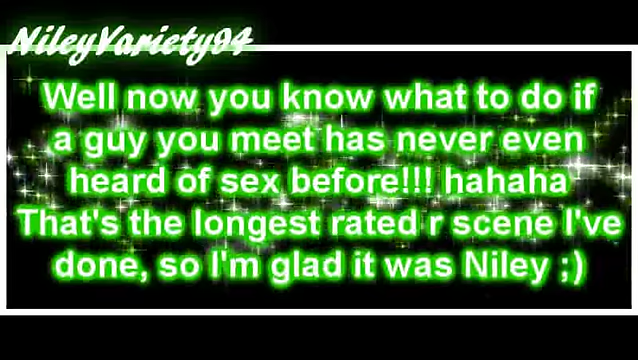 NileyVariety94
Well now you know what to do if
a guy you meet has never even
heard of sex before!!! hahaha
That's the longest rated r scene I've
done, so I'm glad it was Niley ;)